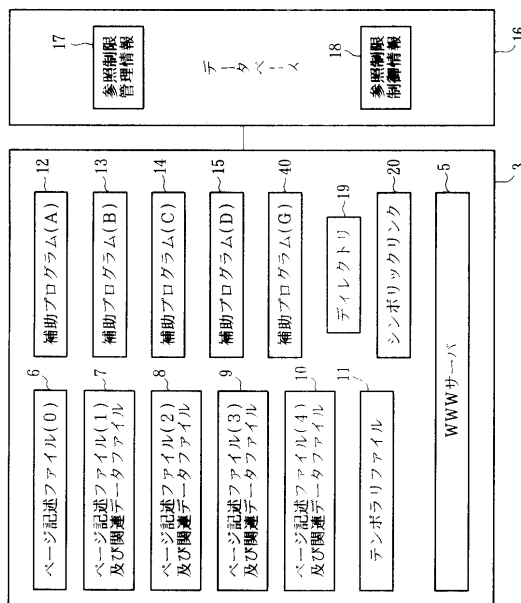 6
ページ記述ファイル(0)
7
ページ記述ファイル(1)
及び関連データファイル
8
ページ記述ファイル(2)
及び関連データファイル
9
ページ記述ファイル(3)
及び関連データファイル
10
ページ記述ファイル(4)
及び関連データファイル
11
テンポラリファイル
12
補助プログラム(A)
13
補助プログラム(B)
14
補助プログラム(C)
15
補助プログラム(D)
40
補助プログラム(G)
19
ディレクトリ
20
シンボリックリンク
5
WWWサーバ
3
17
参照制限
管理情報
データベース
18
参照制限
制御情報
16